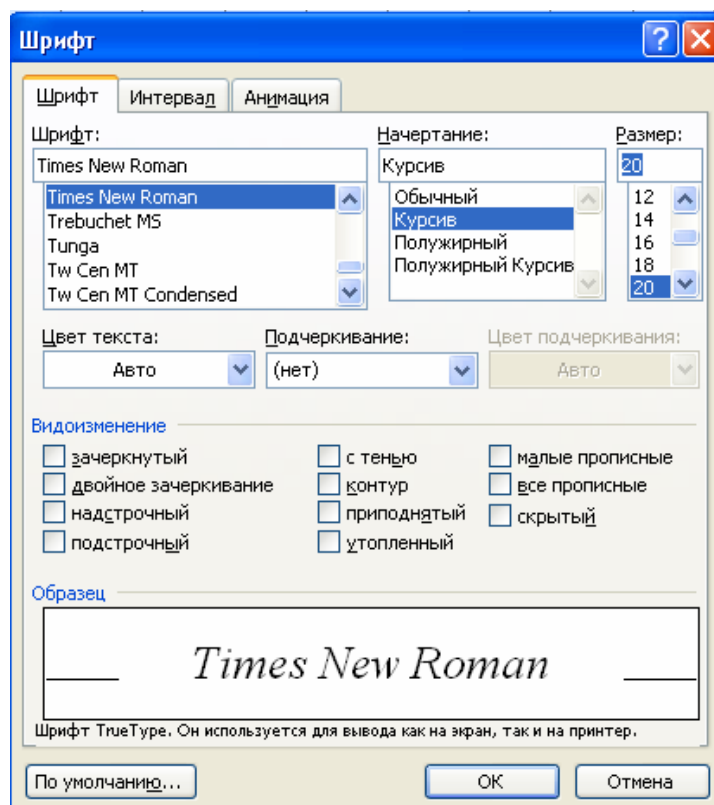 Шрифт
Шрифт Интервал Анимация
Шрифт: Начертание: Размер:
Times New Roman Курсив 20
Times New Roman Обычный 12
Trebuchet MS Курсив 14
Tunga Полужирный 16
Tw Cen MT Полужирный Курсив 18
Tw Cen MT Condensed 20
Цвет текста: Подчеркивание: Цвет подчеркивания:
Авто (нет) Авто
Видоизменение
зачеркнутый с тенью малые прописные
двойное зачеркивание контур все прописные
надстрочный приподнятый скрытый
подстрочный утопленный
Образец
Times New Roman
Шрифт TrueType. Он используется для вывода как на экран, так и на принтер.
По умолчанию... ОК Отмена